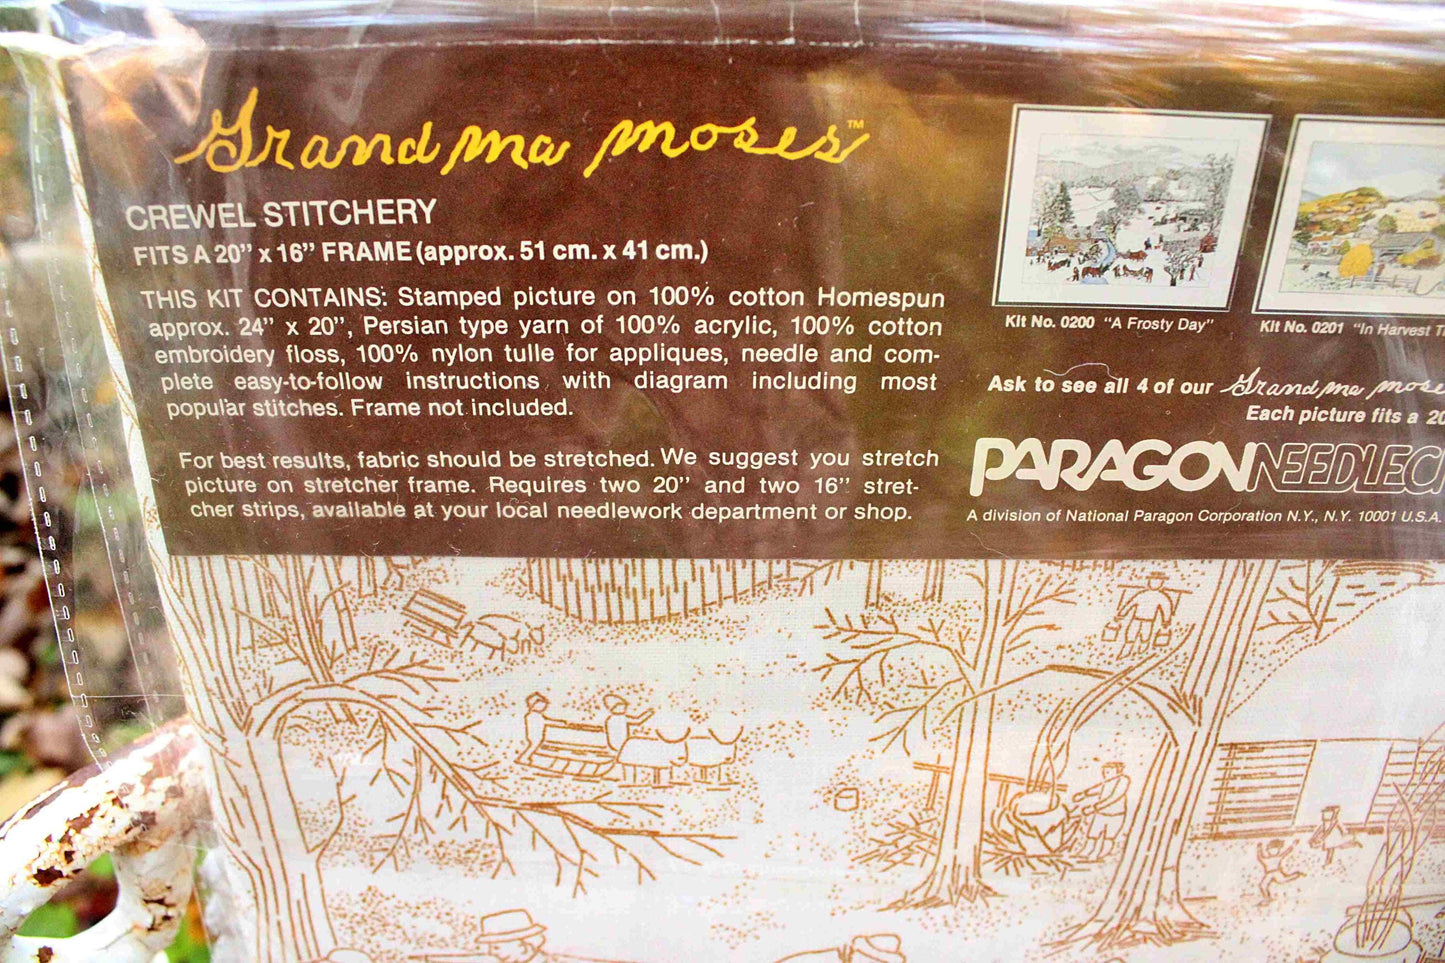 Grandma Moses™
CREWEL STITCHERY
FITS A 20” x 16” FRAME (approx. 51 cm. x 41 cm.)
THIS KIT CONTAINS: Stamped picture on 100% cotton Homespun
approx. 24” x 20”, Persian type yarn of 100% acrylic, 100% cotton
embroidery floss, 100% nylon tulle for appliques, needle and com-
plete easy-to-follow instructions with diagram including most
popular stitches. Frame not included.
For best results, fabric should be stretched. We suggest you stretch
picture on stretcher frame. Requires two 20” and two 16” stret-
cher strips, available at your local needlework department or shop.
Kit No. 0200 “A Frosty Day”
Kit No. 0201 “In Harvest
Ask to see all 4 of our Grandma Moses
Each picture fits a
PARAGON
A division of National Paragon Corporation N.Y., N.Y. 10001 U.S.A.